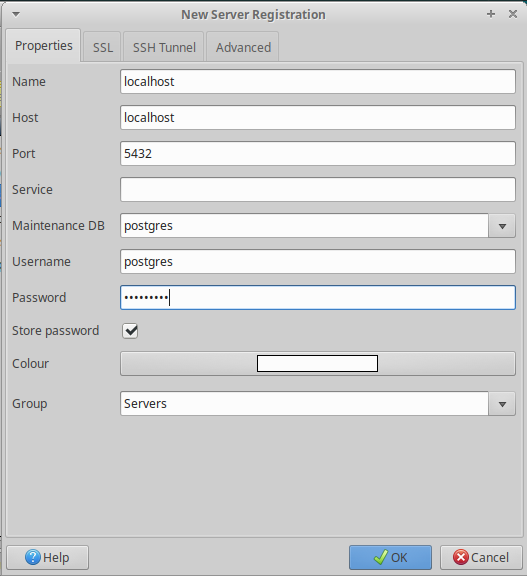 New Server Registration
Properties SSL SSH Tunnel Advanced
Name localhost
Host localhost
Port 5432
Service
Maintenance DB postgres
Username postgres
Password •••••••••
Store password
Colour
Group Servers
Help OK Cancel